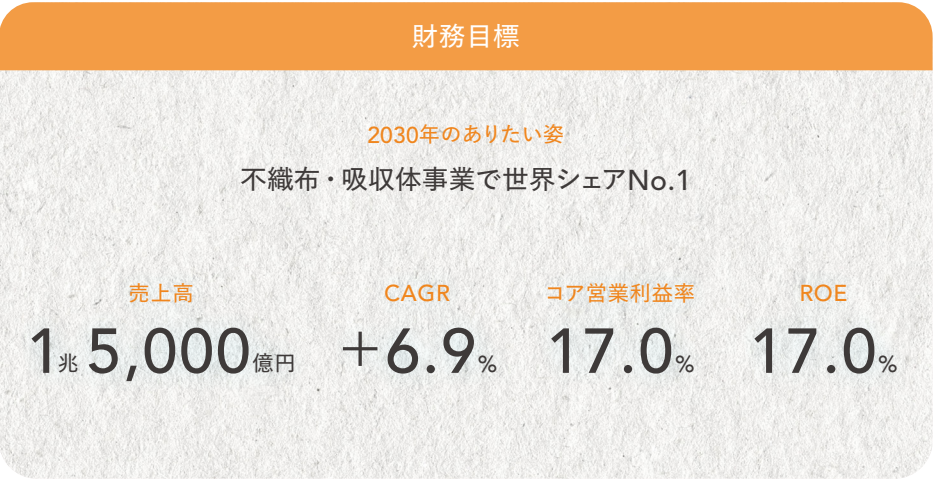 財務目標
2030年のありたい姿
不織布・吸収体事業で世界シェアNo.1
売上高 CAGR コア営業利益率 ROE
1兆5,000億円 +6.9% 17.0% 17.0%